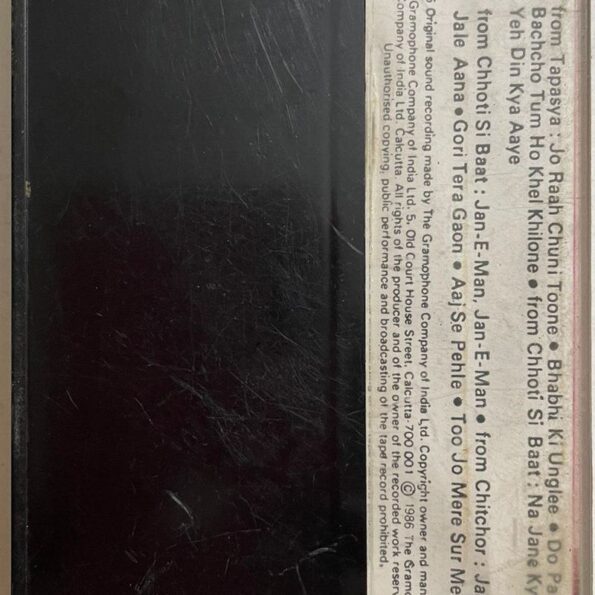 from Tapasya : Jo Raah Chuni Toone • Bhabhi Ki Unglee • Do Pa
Bachcho Tum Ho Khel Khilone • from Chhoti Si Baat : Na Jane Ky
Yeh Din Kya Aaye
from Chhoti Si Baat : Jan-E-Man, Jan-E-Man • from Chitchor : Ja
Jale Aana • Gori Tera Gaon • Aaj Se Pehle • Too Jo Mere Sur Me
Original sound recording made by The Gramophone Company of India Ltd. Copyright owner and man
Gramophone Company of India Ltd. 5, Old Court House Street, Calcutta-700 001 © 1986 The Gramo
Company of India Ltd. Calcutta. All rights of the producer and of the owner of the recorded work reserv
Unauthorised copying, public performance and broadcasting of the tape record prohibited.